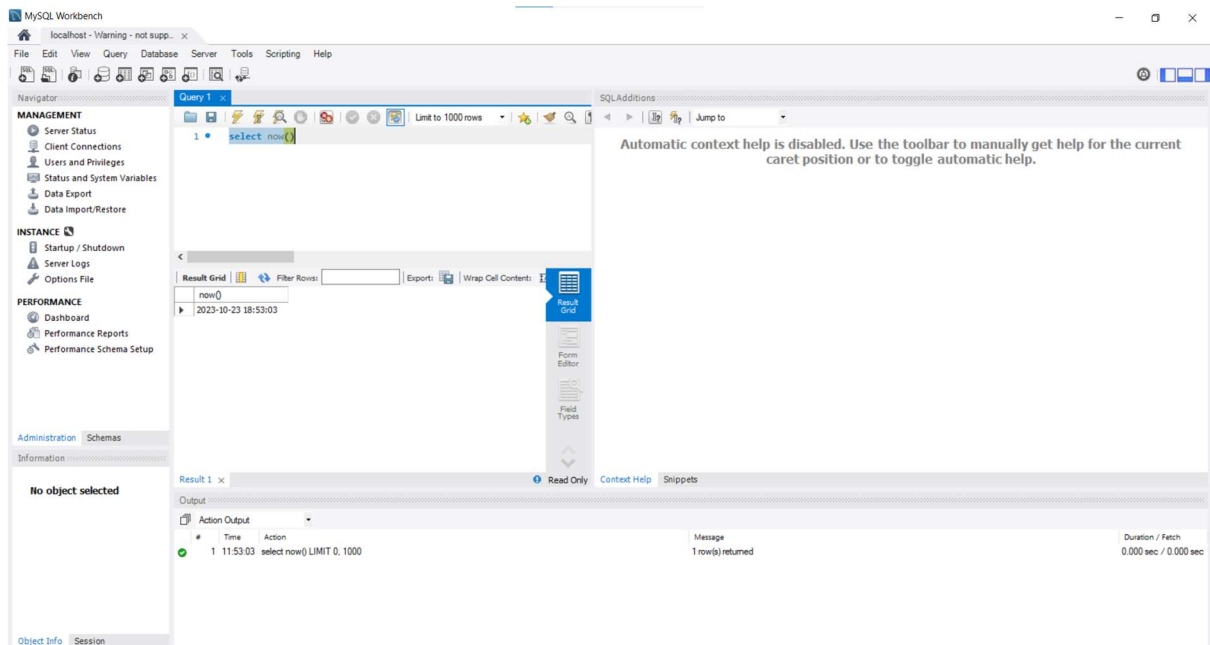 MySQL Workbench
localhost - Warning - not supp...
File Edit View Query Database Server Tools Scripting Help
Navigator
MANAGEMENT
Server Status
Client Connections
Users and Privileges
Status and System Variables
Data Export
Data Import/Restore
INSTANCE
Startup / Shutdown
Server Logs
Options File
PERFORMANCE
Dashboard
Performance Reports
Performance Schema Setup
Administration Schemas
Information
No object selected
Object Info Session
Query 1
Limit to 1000 rows
1 select now()
Result Grid Filter Rows: Export: Wrap Cell Content:
now()
2023-10-23 18:53:03
Result
Grid
Form
Editor
Field
Types
Result 1 Read Only
SQLAdditions
Jump to
Automatic context help is disabled. Use the toolbar to manually get help for the current
caret position or to toggle automatic help.
Context Help Snippets
Output
Action Output
# Time Action Message Duration / Fetch
1 11:53:03 select now() LIMIT 0, 1000 1 row(s) returned 0.000 sec / 0.000 sec